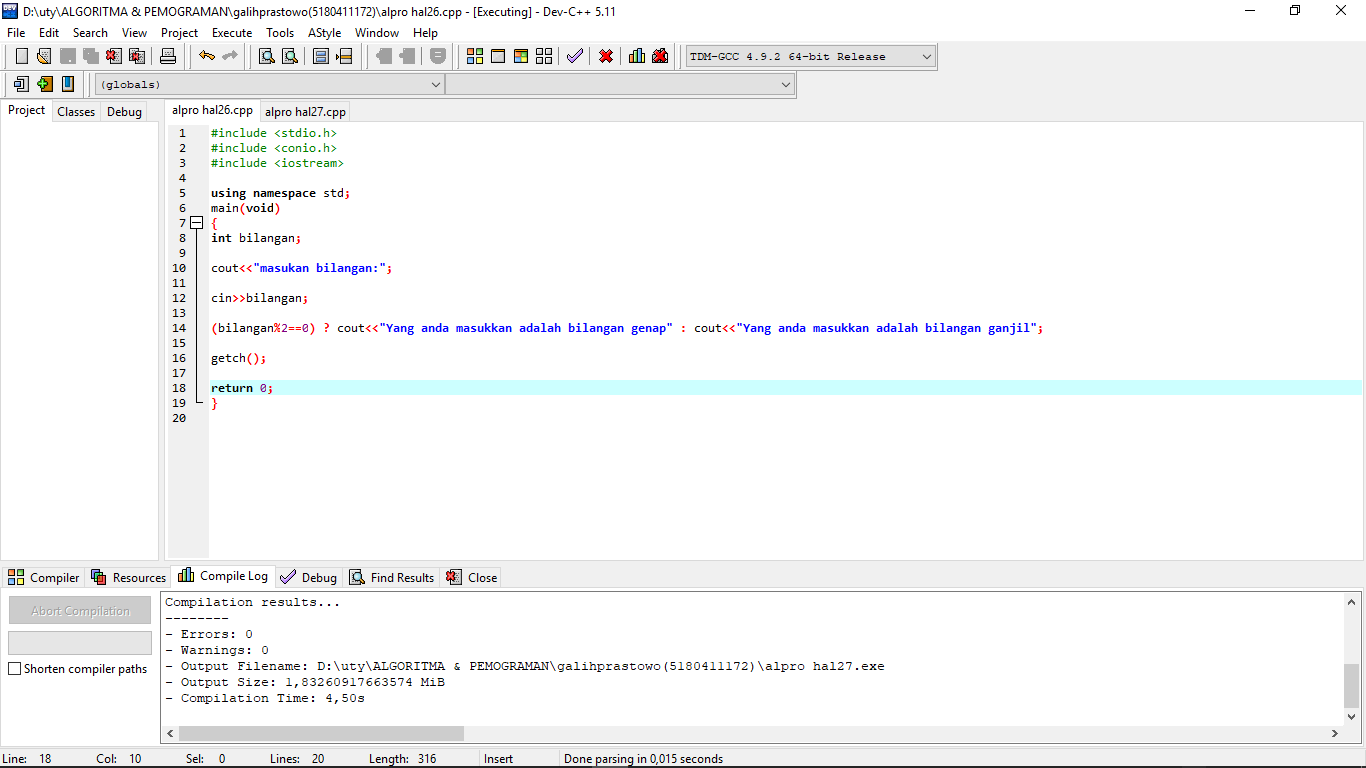 D:\uty\ALGORITMA & PEMOGRAMAN\galihprastowo(5180411172)\alpro hal26.cpp - [Executing] - Dev-C++ 5.11
File Edit Search View Project Execute Tools AStyle Window Help
TDM-GCC 4.9.2 64-bit Release
(globals)
Project Classes Debug alpro hal26.cpp alpro hal27.cpp
1 #include <stdio.h>
2 #include <conio.h>
3 #include <iostream>
4
5 using namespace std;
6 main(void)
7 {
8 int bilangan;
9
10 cout<<"masukan bilangan:";
11
12 cin>>bilangan;
13
14 (bilangan%2==0) ? cout<<"Yang anda masukkan adalah bilangan genap" : cout<<"Yang anda masukkan adalah bilangan ganjil";
15
16 getch();
17
18 return 0;
19 }
20
Compiler Resources Compile Log Debug Find Results Close
Abort Compilation
Shorten compiler paths
Compilation results...
--------
- Errors: 0
- Warnings: 0
- Output Filename: D:\uty\ALGORITMA & PEMOGRAMAN\galihprastowo(5180411172)\alpro hal27.exe
- Output Size: 1,83260917663574 MiB
- Compilation Time: 4,50s
Line: 18 Col: 10 Sel: 0 Lines: 20 Length: 316 Insert Done parsing in 0,015 seconds